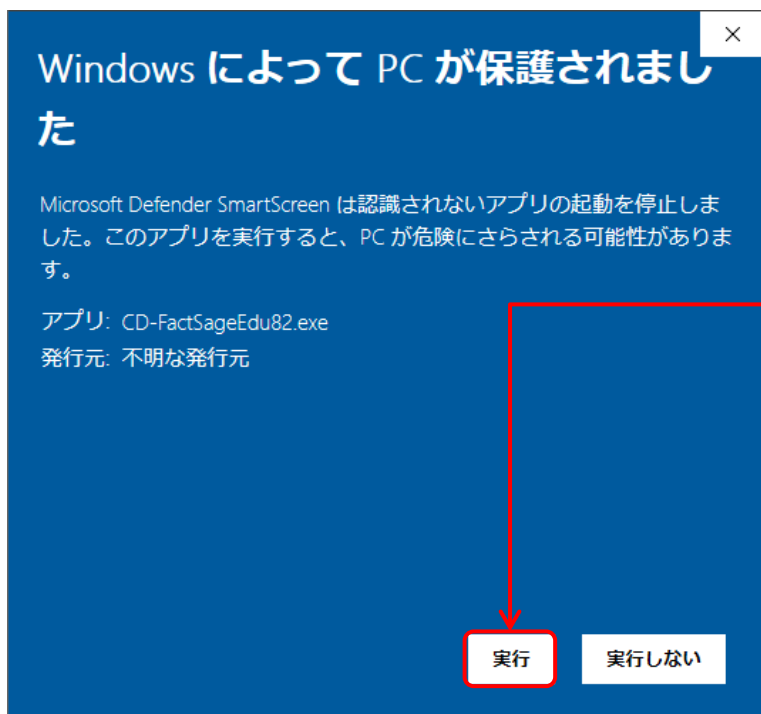 Windows によって PC が保護されまし
た
Microsoft Defender SmartScreen は認識されないアプリの起動を停止しま
した。このアプリを実行すると、PC が危険にさらされる可能性がありま
す。
アプリ: CD-FactSageEdu82.exe
発行元: 不明な発行元
実行 実行しない